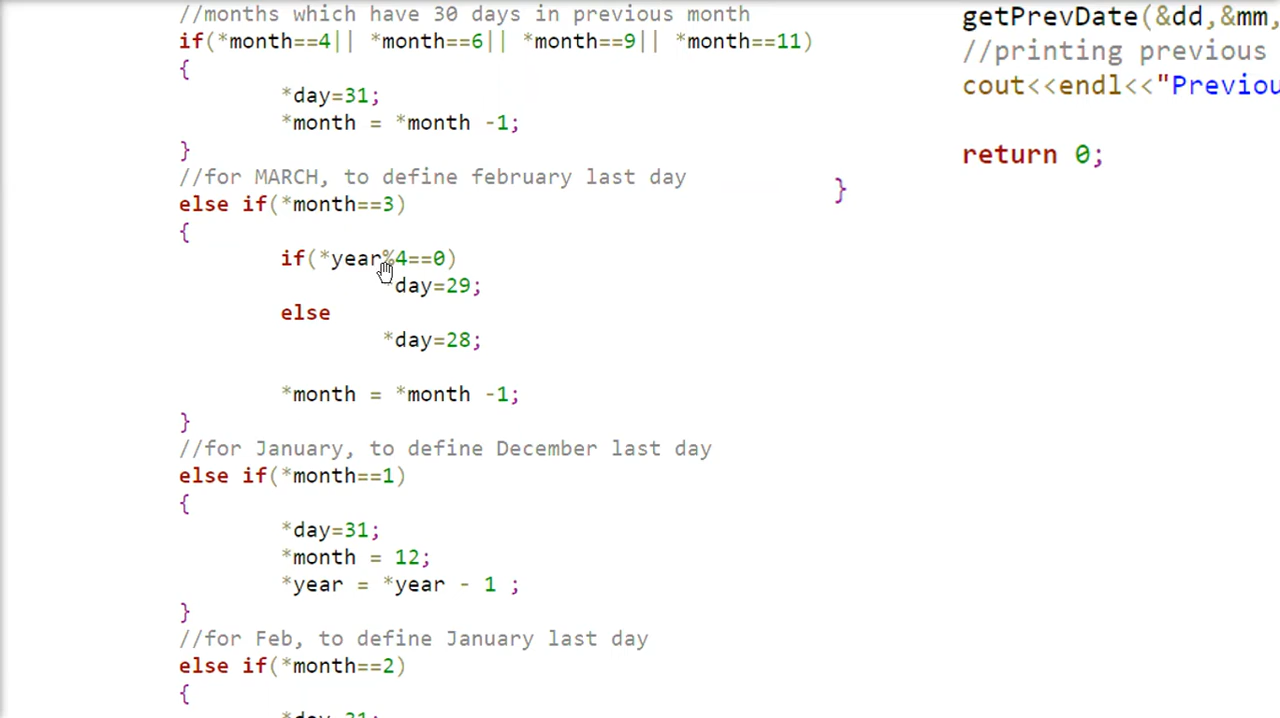 //months which have 30 days in previous month
if(*month==4|| *month==6|| *month==9|| *month==11)
{
*day=31;
*month = *month -1;
}
//for MARCH, to define february last day
else if(*month==3)
{
if(*year%4==0)
*day=29;
else
*day=28;
*month = *month -1;
}
//for January, to define December last day
else if(*month==1)
{
*day=31;
*month = 12;
*year = *year - 1 ;
}
//for Feb, to define January last day
else if(*month==2)
{
*day=31;
getPrevDate(&dd,&mm,
//printing previous
cout<<endl<<"Previou
return 0;
}